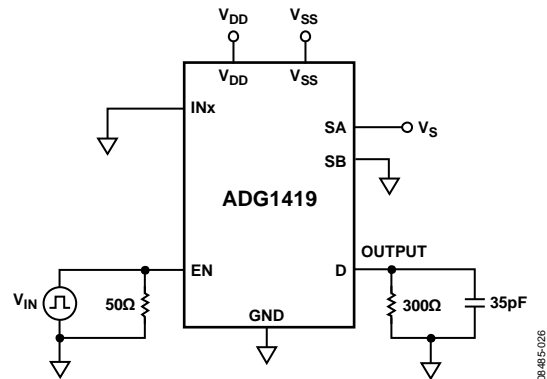 VDD VSS
VDD VSS
INx
SA VS
SB
ADG1419
OUTPUT
EN D
VIN 50Ω 300Ω 35pF
GND
08485-026